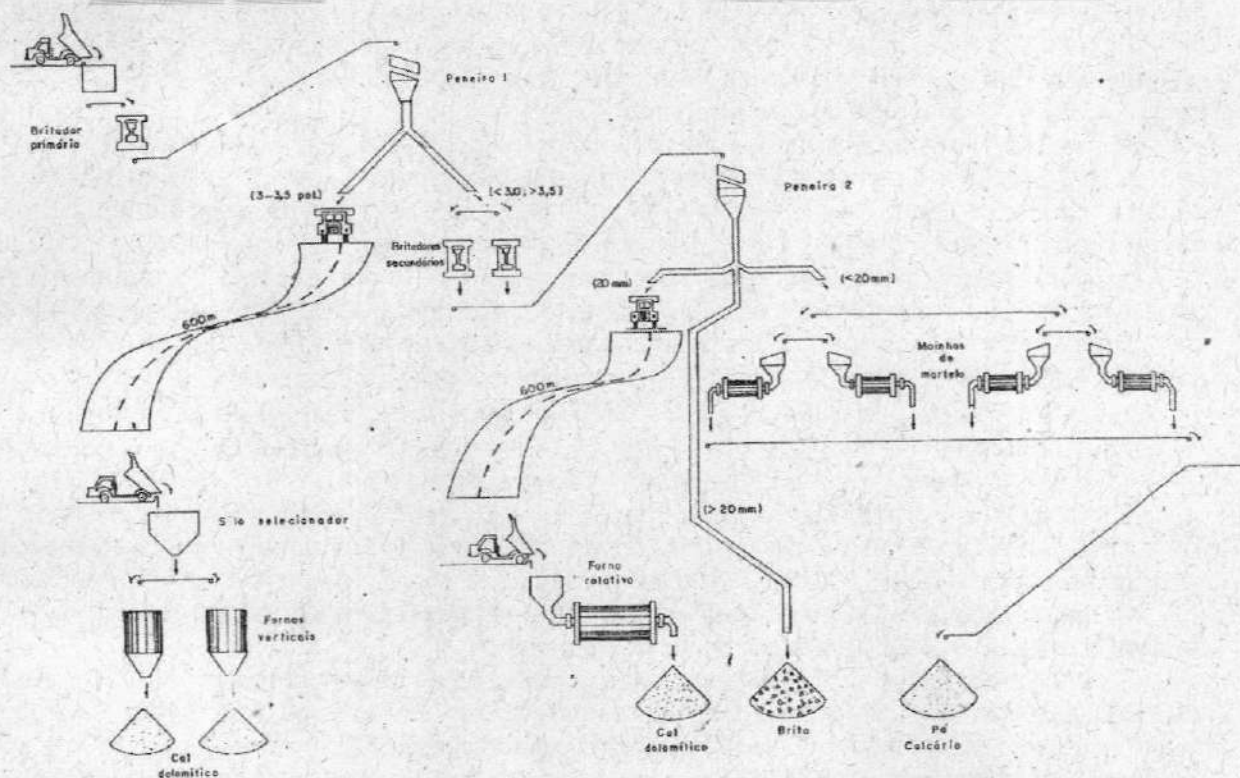 Peneira 1
Britador
primário
(3-3,5 pol.)
(<3,0;>3,5)
Peneira 2
Britadores
secundários
(20 mm)
(<20mm)
600m
Moinhos de
martelo
600m
(>20mm)
Silo selecionador
Forno
rotativo
Fornos
verticais
Cal
dolomítico
Brita
Pó
Calcário
Cal
dolomítico